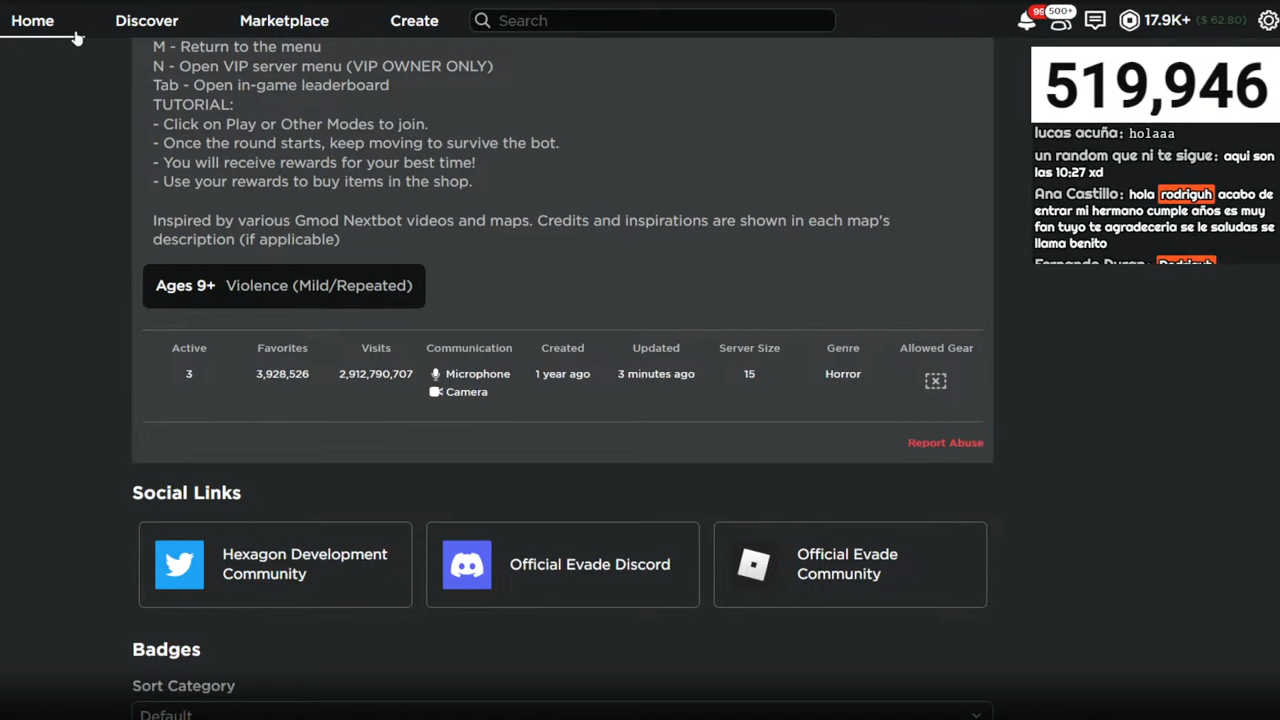 Home
Discover
Marketplace
Create
Search
99
500+
17.9K+
($ 62.80)
M - Return to the menu
N - Open VIP server menu (VIP OWNER ONLY)
Tab - Open in-game leaderboard
TUTORIAL:
- Click on Play or Other Modes to join.
- Once the round starts, keep moving to survive the bot.
- You will receive rewards for your best time!
- Use your rewards to buy items in the shop.
Inspired by various Gmod Nextbot videos and maps. Credits and inspirations are shown in each map's
description (if applicable)
Ages 9+ Violence (Mild/Repeated)
Active Favorites Visits Communication Created Updated Server Size Genre Allowed Gear
3 3,928,526 2,912,790,707 Microphone 1 year ago 3 minutes ago 15 Horror
Camera
Report Abuse
Social Links
Hexagon Development
Community
Official Evade Discord
Official Evade
Community
Badges
Sort Category
Default
519,946
lucas acuña: holaaa
un random que ni te sigue: aqui son
las 10:27 xd
Ana Castillo: hola rodriguh acabo de
entrar mi hermano cumple años es muy
fan tuyo te agradeceria se le saludas se
llama benito
Fernando Duran: Rodriguh